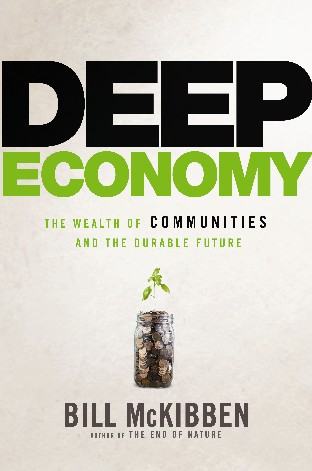 DEEP
ECONOMY
THE WEALTH OF COMMUNITIES
AND THE DURABLE FUTURE
BILL McKIBBEN
AUTHOR OF THE END OF NATURE